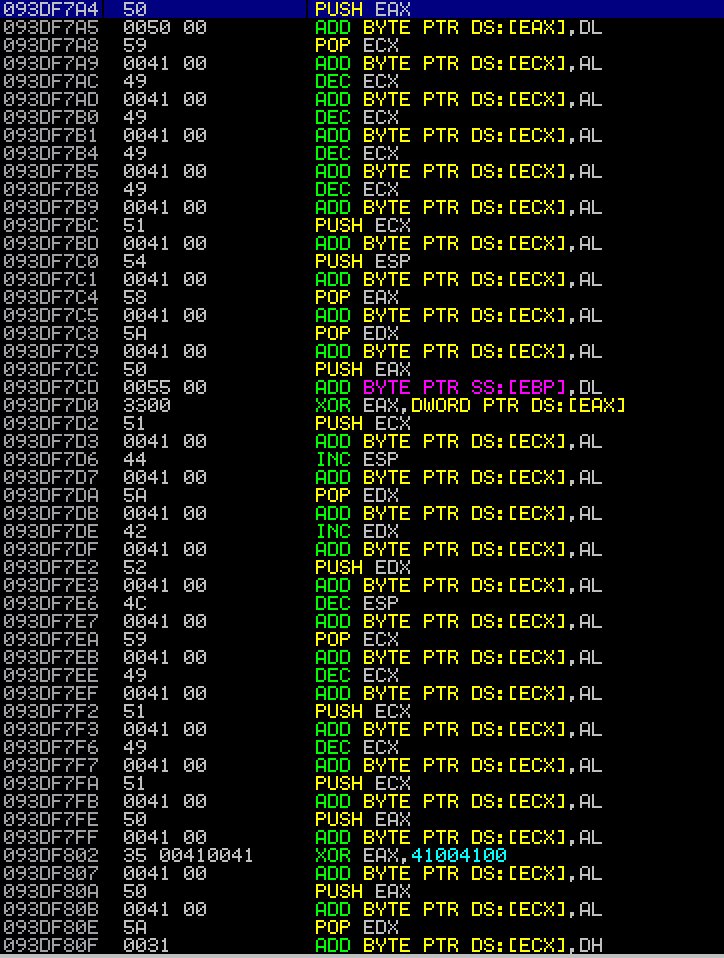 093DF7A4 50 PUSH EAX
093DF7A5 0050 00 ADD BYTE PTR DS:[EAX],DL
093DF7A8 59 POP ECX
093DF7A9 0041 00 ADD BYTE PTR DS:[ECX],AL
093DF7AC 49 DEC ECX
093DF7AD 0041 00 ADD BYTE PTR DS:[ECX],AL
093DF7B0 49 DEC ECX
093DF7B1 0041 00 ADD BYTE PTR DS:[ECX],AL
093DF7B4 49 DEC ECX
093DF7B5 0041 00 ADD BYTE PTR DS:[ECX],AL
093DF7B8 49 DEC ECX
093DF7B9 0041 00 ADD BYTE PTR DS:[ECX],AL
093DF7BC 51 PUSH ECX
093DF7BD 0041 00 ADD BYTE PTR DS:[ECX],AL
093DF7C0 54 PUSH ESP
093DF7C1 0041 00 ADD BYTE PTR DS:[ECX],AL
093DF7C4 58 POP EAX
093DF7C5 0041 00 ADD BYTE PTR DS:[ECX],AL
093DF7C8 5A POP EDX
093DF7C9 0041 00 ADD BYTE PTR DS:[ECX],AL
093DF7CC 50 PUSH EAX
093DF7CD 0055 00 ADD BYTE PTR SS:[EBP],DL
093DF7D0 3300 XOR EAX,DWORD PTR DS:[EAX]
093DF7D2 51 PUSH ECX
093DF7D3 0041 00 ADD BYTE PTR DS:[ECX],AL
093DF7D6 44 INC ESP
093DF7D7 0041 00 ADD BYTE PTR DS:[ECX],AL
093DF7DA 5A POP EDX
093DF7DB 0041 00 ADD BYTE PTR DS:[ECX],AL
093DF7DE 42 INC EDX
093DF7DF 0041 00 ADD BYTE PTR DS:[ECX],AL
093DF7E2 52 PUSH EDX
093DF7E3 0041 00 ADD BYTE PTR DS:[ECX],AL
093DF7E6 4C DEC ESP
093DF7E7 0041 00 ADD BYTE PTR DS:[ECX],AL
093DF7EA 59 POP ECX
093DF7EB 0041 00 ADD BYTE PTR DS:[ECX],AL
093DF7EE 49 DEC ECX
093DF7EF 0041 00 ADD BYTE PTR DS:[ECX],AL
093DF7F2 51 PUSH ECX
093DF7F3 0041 00 ADD BYTE PTR DS:[ECX],AL
093DF7F6 49 DEC ECX
093DF7F7 0041 00 ADD BYTE PTR DS:[ECX],AL
093DF7FA 51 PUSH ECX
093DF7FB 0041 00 ADD BYTE PTR DS:[ECX],AL
093DF7FE 50 PUSH EAX
093DF7FF 0041 00 ADD BYTE PTR DS:[ECX],AL
093DF802 35 00410041 XOR EAX,41004100
093DF807 0041 00 ADD BYTE PTR DS:[ECX],AL
093DF80A 50 PUSH EAX
093DF80B 0041 00 ADD BYTE PTR DS:[ECX],AL
093DF80E 5A POP EDX
093DF80F 0031 ADD BYTE PTR DS:[ECX],DH